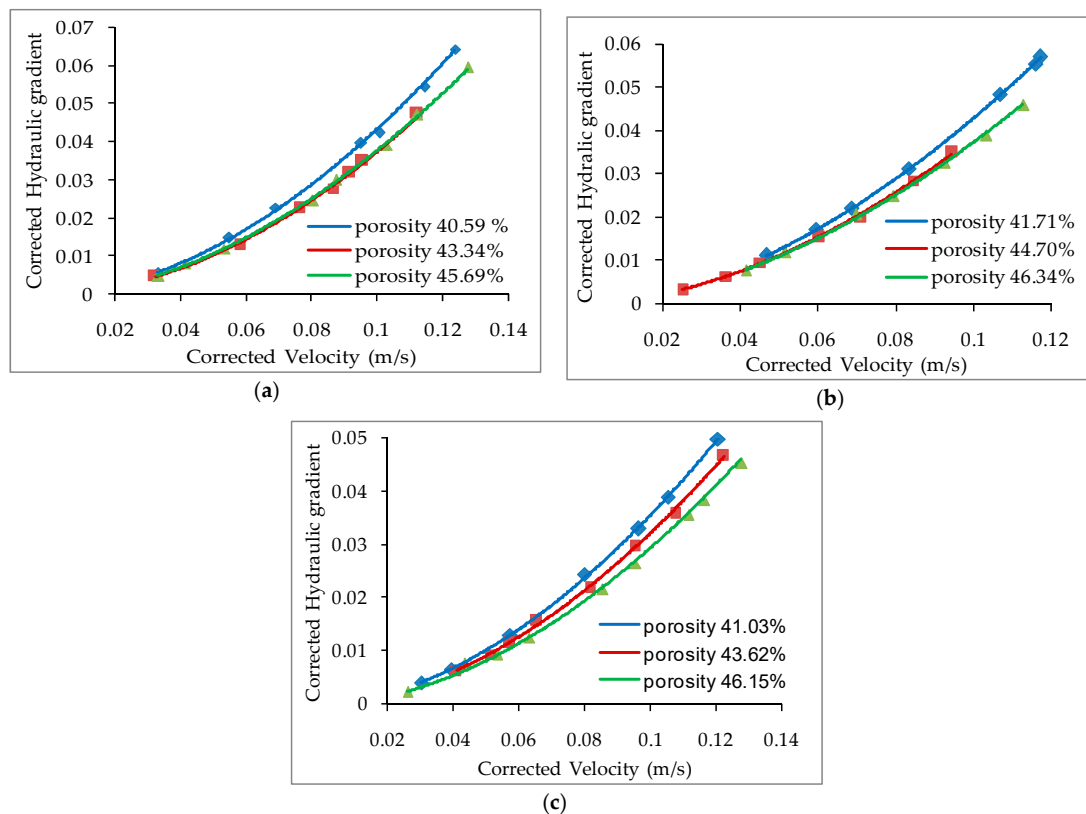 0.07
0.06
0.05
0.04
0.03
0.02
0.01
0
Corrected Hydraulic gradient
porosity 40.59 %
porosity 43.34%
porosity 45.69%
0.02 0.04 0.06 0.08 0.1 0.12 0.14
Corrected Velocity (m/s)
(a)
0.06
0.05
0.04
0.03
0.02
0.01
0
Corrected Hydralic gradient
porosity 41.71%
porosity 44.70%
porosity 46.34%
0.02 0.04 0.06 0.08 0.1 0.12
Corrected Velocity (m/s)
(b)
0.05
0.04
0.03
0.02
0.01
0
Corrected Hydraulic gradient
porosity 41.03%
porosity 43.62%
porosity 46.15%
0.02 0.04 0.06 0.08 0.1 0.12 0.14
Corrected Velocity (m/s)
(c)